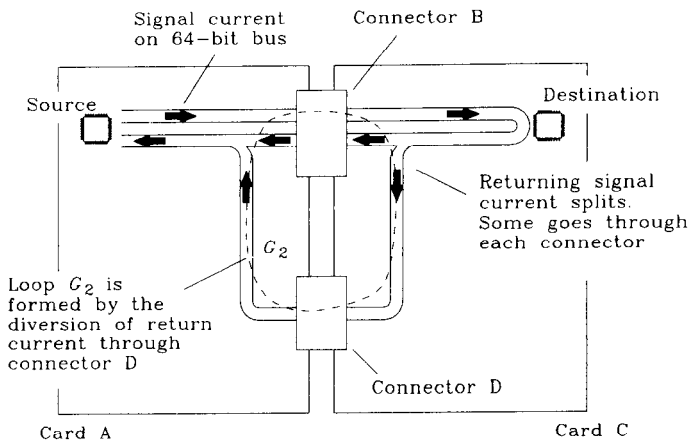 Signal current
on 64-bit bus
Connector B
Source
Destination
Returning signal
current splits.
Some goes through
each connector
G2
Loop G2 is
formed by the
diversion of return
current through
connector D
Connector D
Card A
Card C